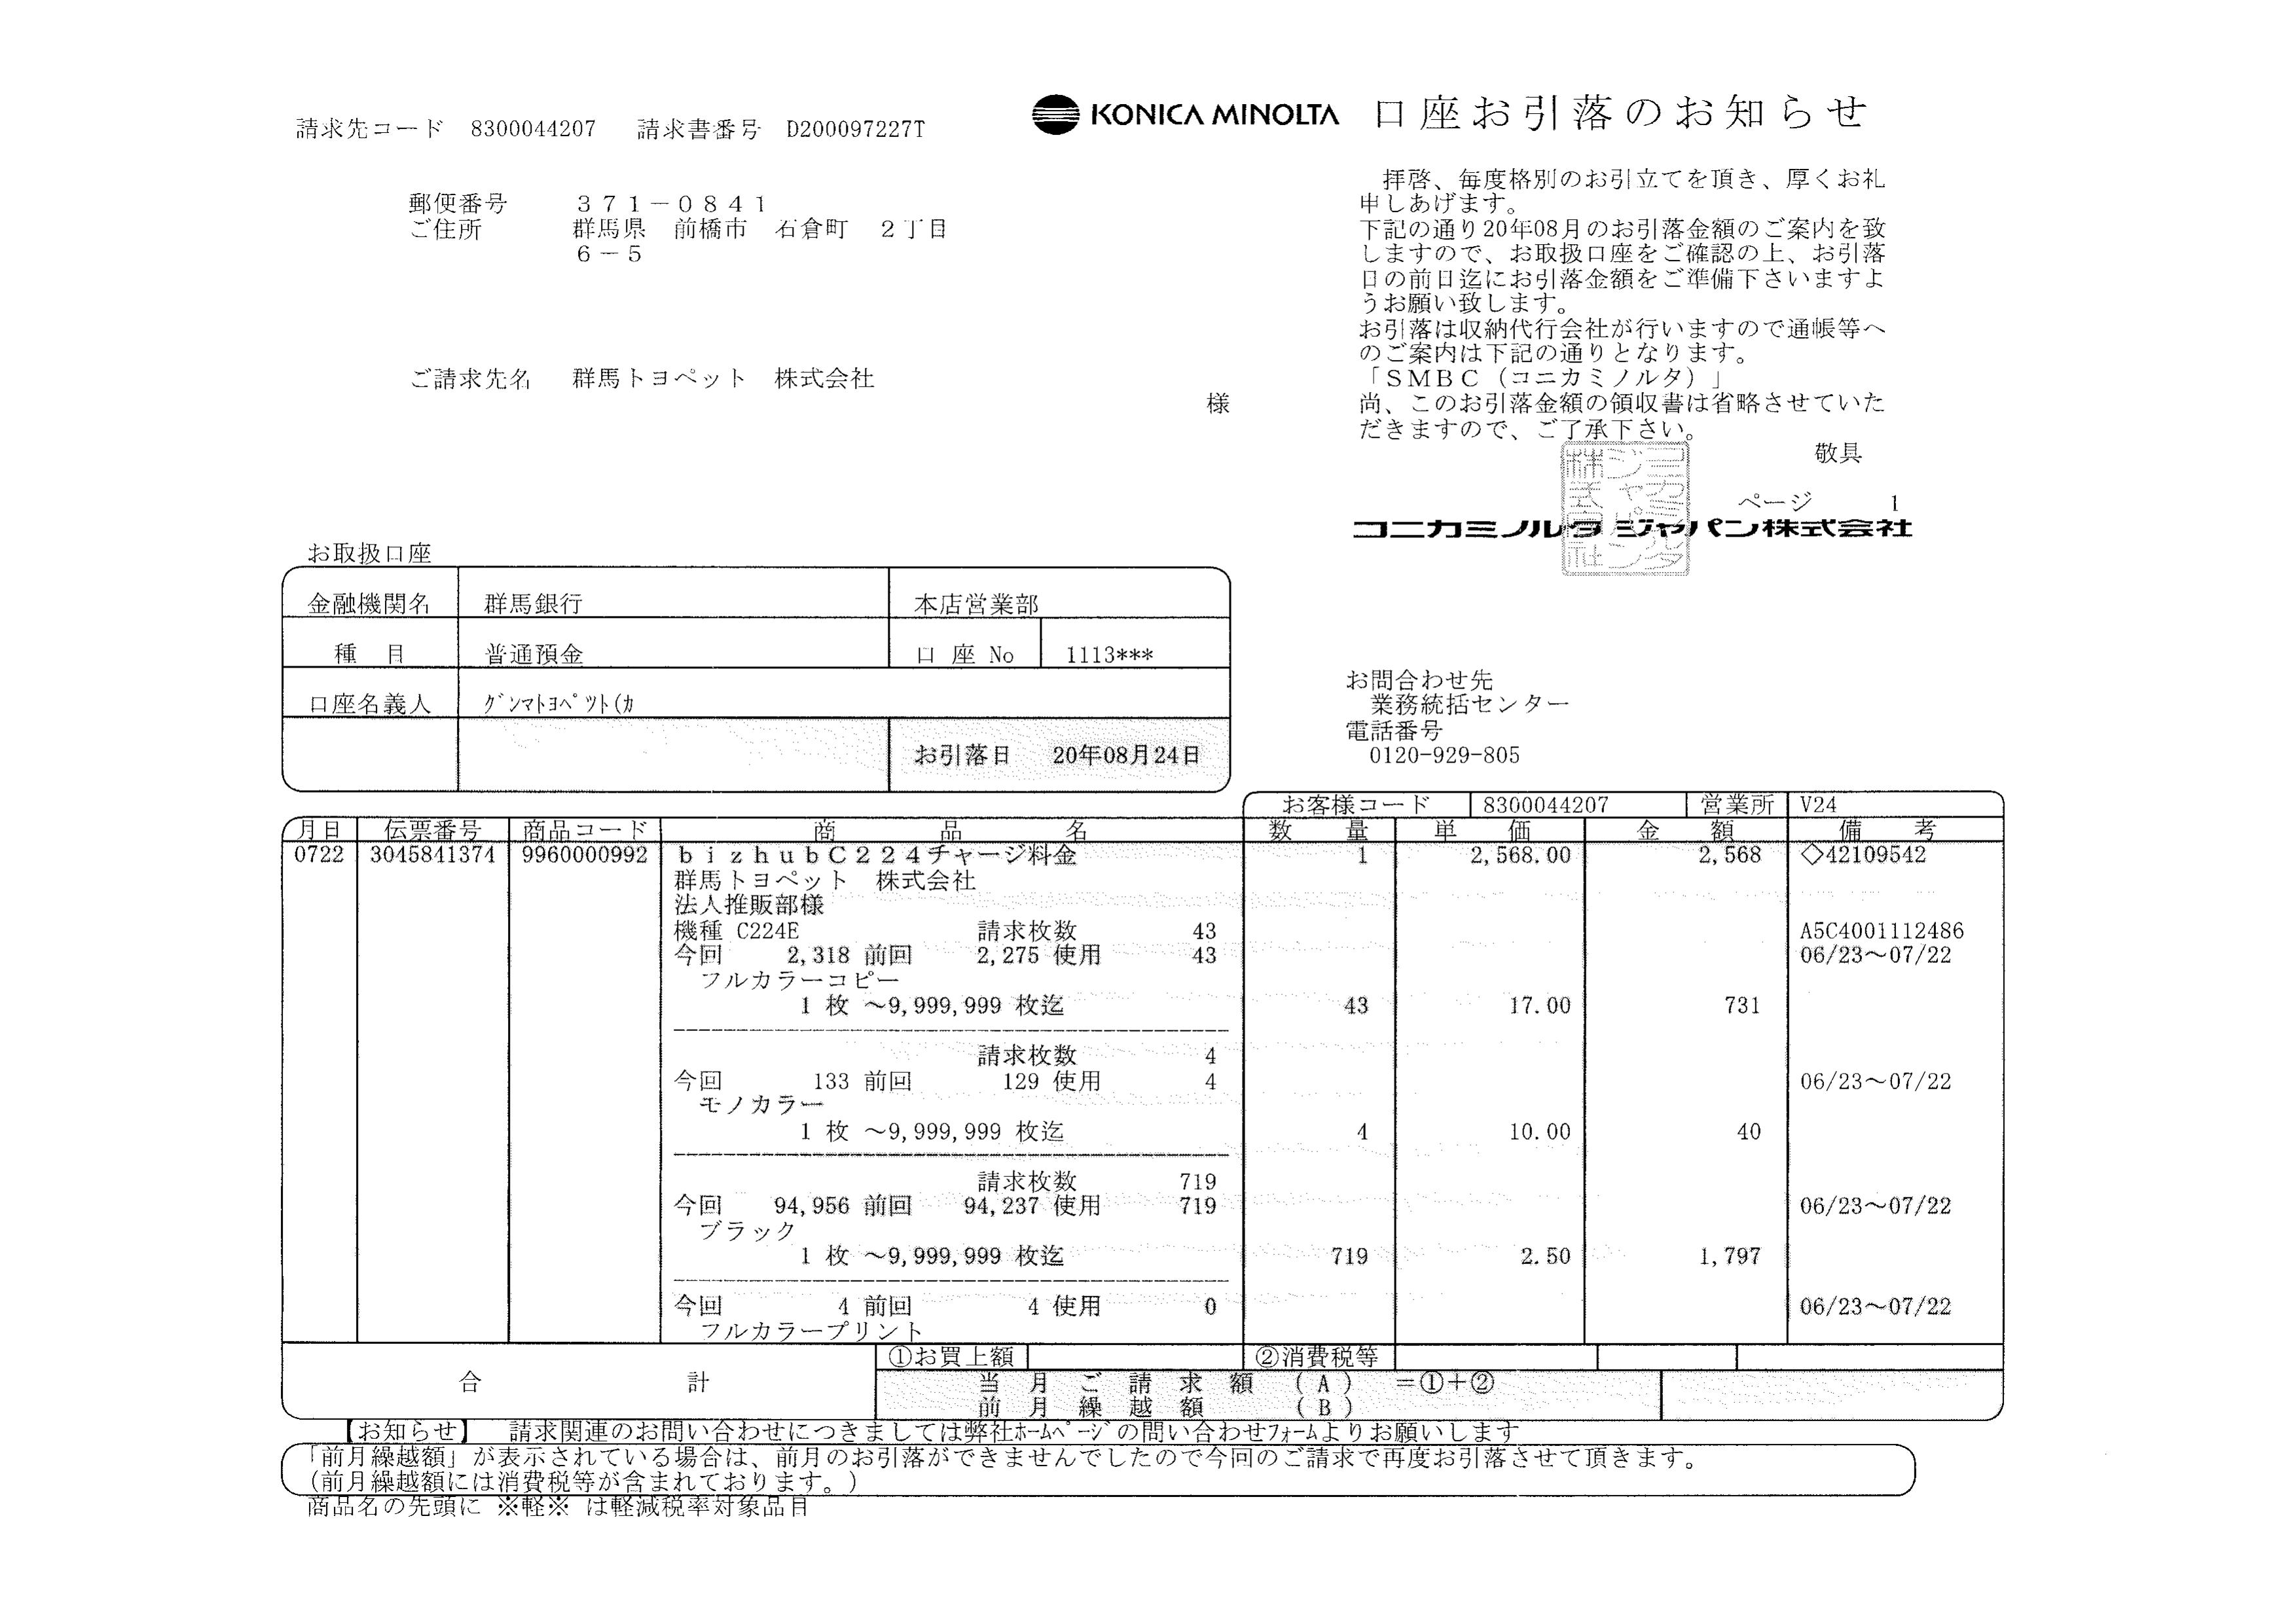 請求先コード 8300044207 請求書番号 D200097227T
KONICA MINOLTA 口座お引落のお知らせ
郵便番号 371-0841
ご住所 群馬県 前橋市 石倉町 2丁目
6-5
ご請求先名 群馬トヨペット 株式会社
様
拝啓、毎度格別のお引立てを頂き、厚くお礼
申しあげます。
下記の通り20年08月のお引落金額のご案内を致
しますので、お取扱口座をご確認の上、お引落
日の前日迄にお引落金額をご準備下さいますよ
うお願い致します。
お引落は収納代行会社が行いますので通帳等へ
のご案内は下記の通りとなります。
「SMBC(コニカミノルタ)」
尚、このお引落金額の領収書は省略させていた
だきますので、ご了承下さい。
敬具
ページ 1
コニカミノルタ ジャパン株式会社
コニカミノルタジャパン株式会社
お取扱口座
金融機関名 群馬銀行 本店営業部
種 目 普通預金 口 座 No 1113***
口座名義人 グンマトヨペツト(カ
お引落日 20年08月24日
お問合わせ先
業務統括センター
電話番号
0120-929-805
お客様コード 8300044207 営業所 V24
月日 伝票番号 商品コード 商 品 名 数 量 単 価 金 額 備 考
0722 3045841374 9960000992 bizhubC224チャージ料金 1 2,568.00 2,568 ◇42109542
群馬トヨペット 株式会社
法人推販部様
機種 C224E 請求枚数 43 A5C4001112486
今回 2,318 前回 2,275 使用 43 06/23～07/22
フルカラーコピー
1 枚 ～9,999,999 枚迄 43 17.00 731
請求枚数 4
今回 133 前回 129 使用 4 06/23～07/22
モノカラー
1 枚 ～9,999,999 枚迄 4 10.00 40
請求枚数 719
今回 94,956 前回 94,237 使用 719 06/23～07/22
ブラック
1 枚 ～9,999,999 枚迄 719 2.50 1,797
今回 4 前回 4 使用 0 06/23～07/22
フルカラープリント
合 計 ①お買上額 ②消費税等
当 月 ご 請 求 額 (A) =①+②
前 月 繰 越 額 (B)
【お知らせ】 請求関連のお問い合わせにつきましては弊社ホームページの問い合わせフォームよりお願いします
「前月繰越額」が表示されている場合は、前月のお引落ができませんでしたので今回のご請求で再度お引落させて頂きます。
(前月繰越額には消費税等が含まれております。)
商品名の先頭に ※軽※ は軽減税率対象品目